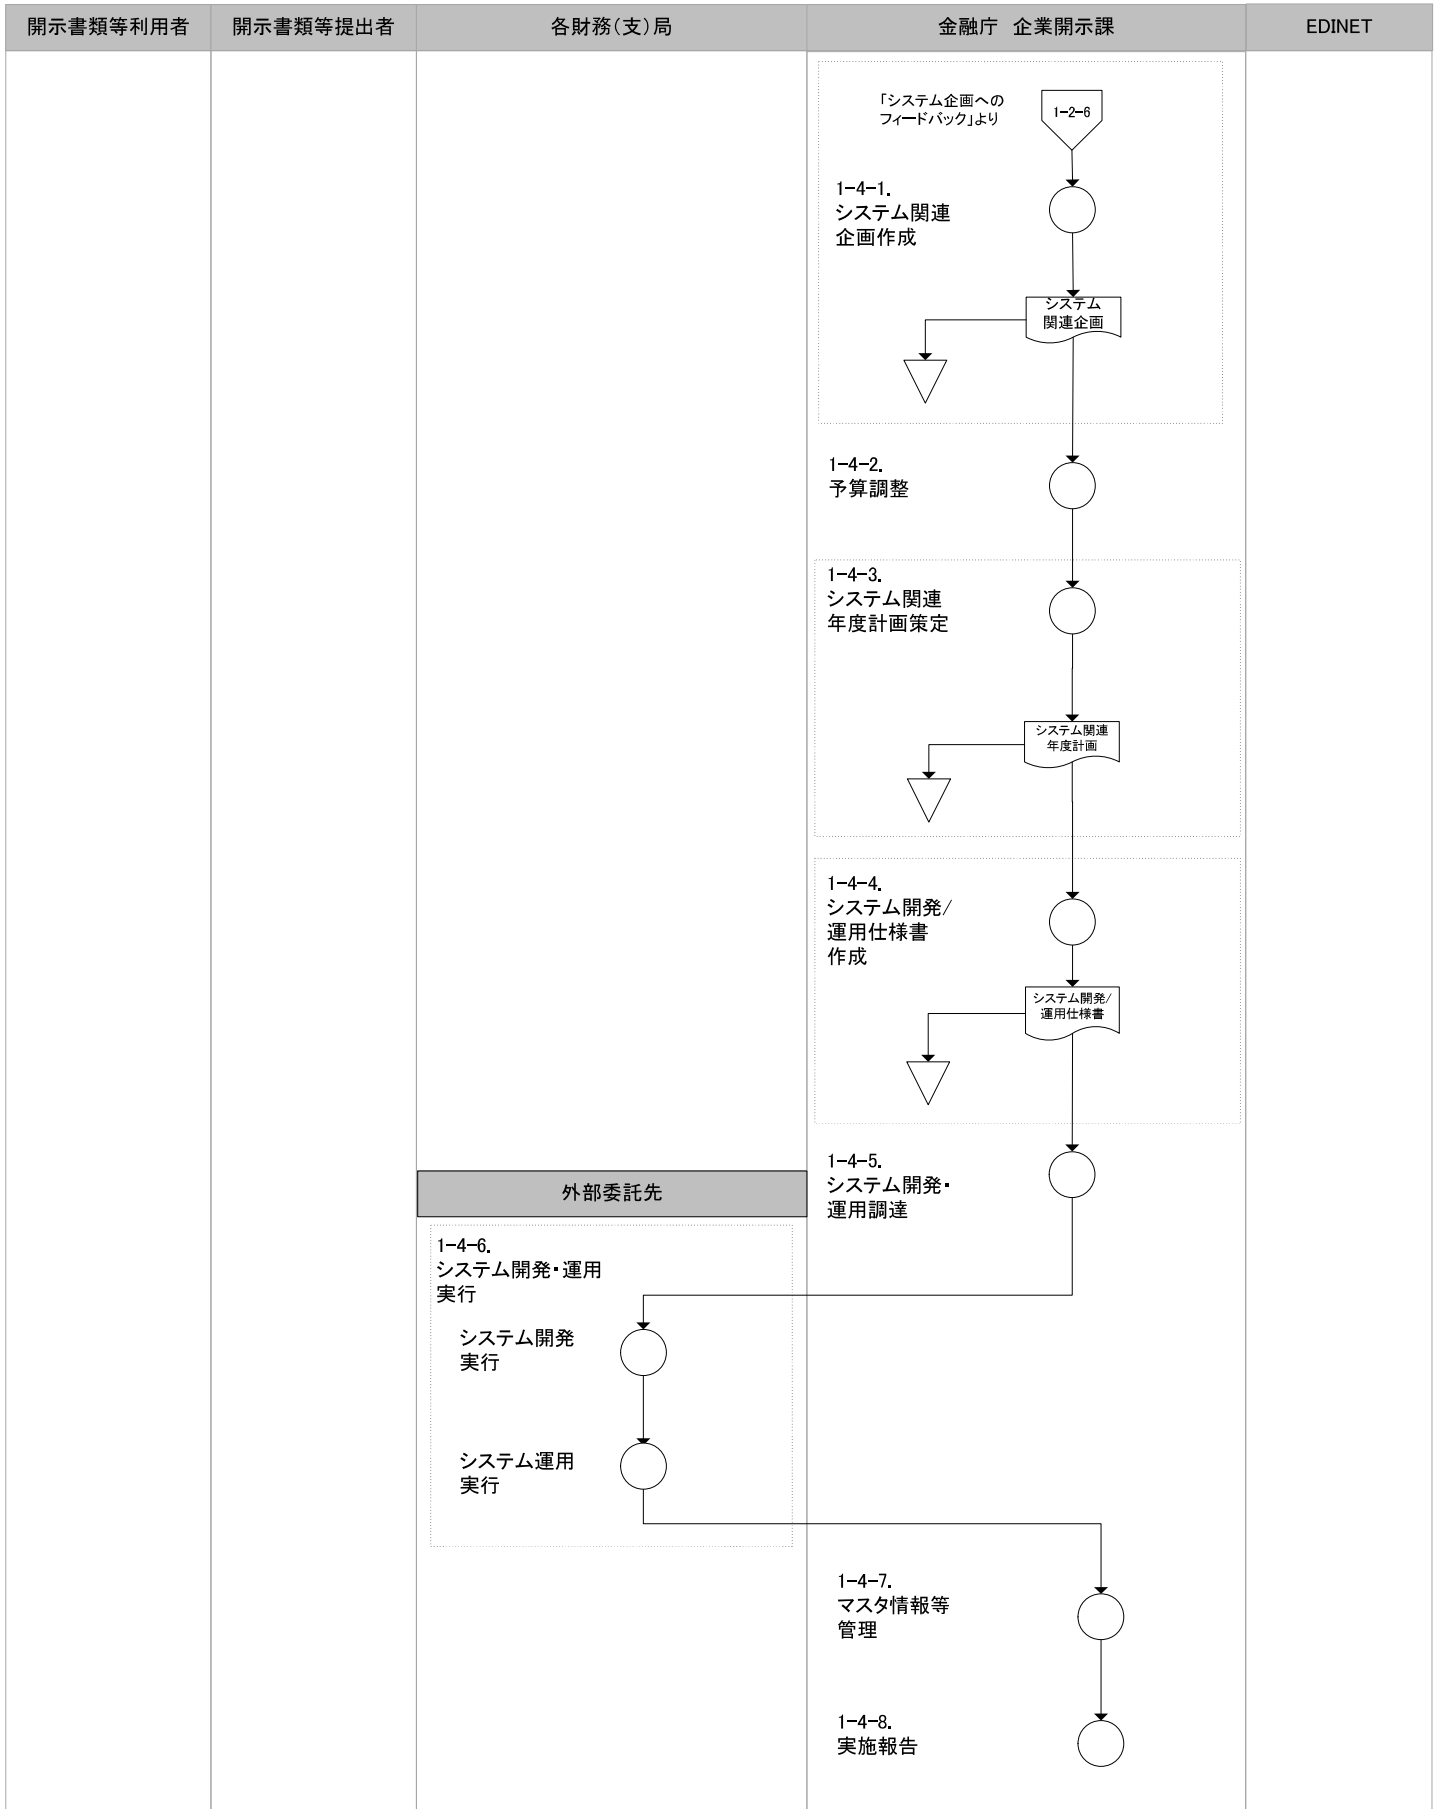 開示書類等利用者
開示書類等提出者
各財務(支)局
金融庁　企業開示課
EDINET
「システム企画への
フィードバック」より
1-2-6
1-4-1.
システム関連
企画作成
システム
関連企画
1-4-2.
予算調整
1-4-3.
システム関連
年度計画策定
システム関連
年度計画
1-4-4.
システム開発/
運用仕様書
作成
システム開発/
運用仕様書
1-4-5.
システム開発・
運用調達
外部委託先
1-4-6.
システム開発・運用
実行
システム開発
実行
システム運用
実行
1-4-7.
マスタ情報等
管理
1-4-8.
実施報告